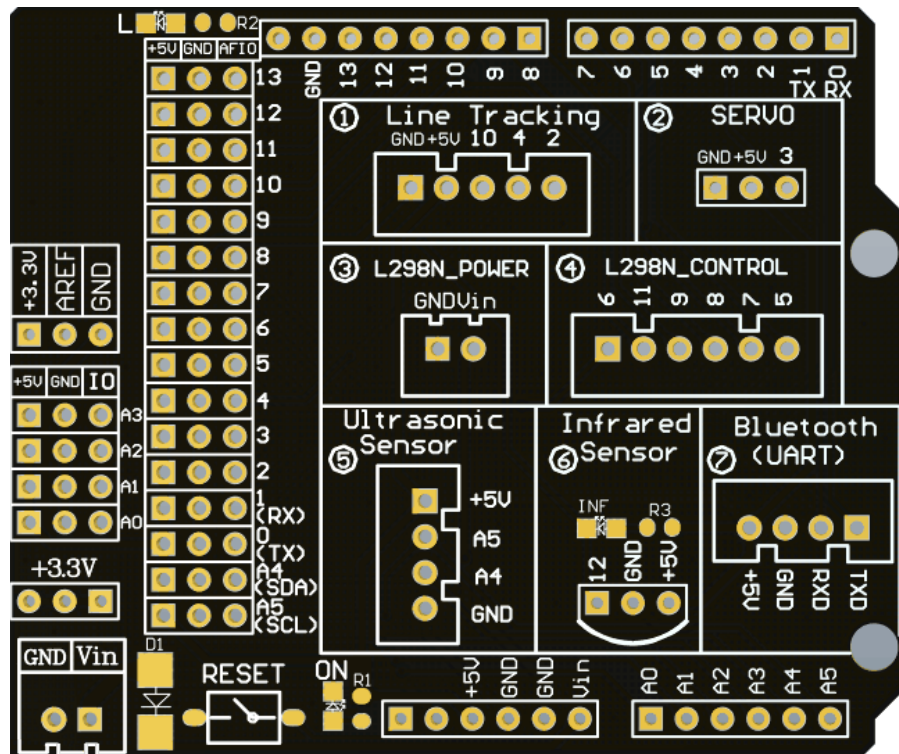 L R2
+5V GND AFIO
GND 13 12 11 10 9 8
7 6 5 4 3 2 1 0
TX RX
13
12
11
10
9
8
7
6
5
4
3
2
1
(RX)
0
(TX)
A4
(SDA)
A5
(SCL)
① Line Tracking
GND +5V 10 4 2
② SERVO
GND +5V 3
③ L298N_POWER
GND Vin
④ L298N_CONTROL
6 11 9 8 7 5
Ultrasonic
⑤ Sensor
+5V
A5
A4
GND
Infrared
⑥ Sensor
INF R3
12 GND +5V
Bluetooth
⑦ (UART)
+5V GND RXD TXD
+3.3V AREF GND
+5V GND IO
A3
A2
A1
A0
+3.3V
GND Vin
D1
RESET
ON
R1
+5V GND GND Vin
A0 A1 A2 A3 A4 A5